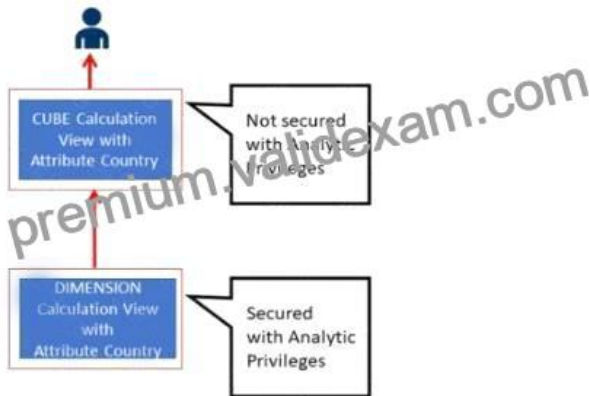 CUBE Calculation
View with
Attribute Country
Not secured
with Analytic
Privileges
premium.validexam.com
DIMENSION
Calculation View
with
Attribute Country
Secured
with Analytic
Privileges